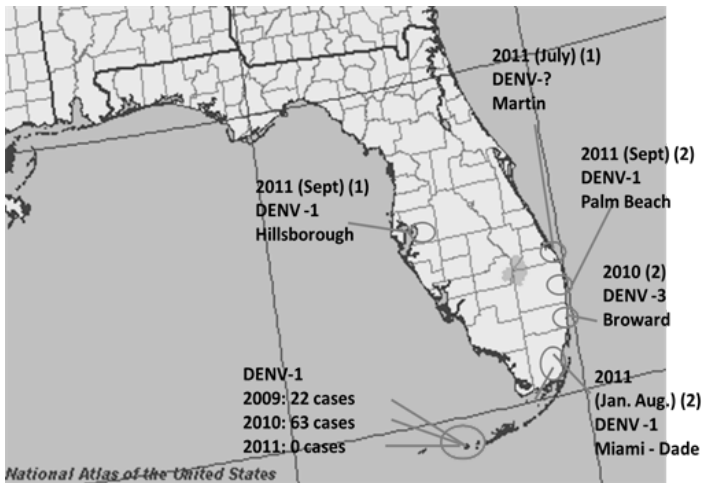 2011 (July) (1)
DENV-?
Martin
2011 (Sept) (2)
DENV-1
Palm Beach
2011 (Sept) (1)
DENV -1
Hillsborough
2010 (2)
DENV -3
Broward
DENV-1
2009: 22 cases
2010: 63 cases
2011: 0 cases
2011
(Jan. Aug.) (2)
DENV -1
Miami - Dade
National Atlas of the United States